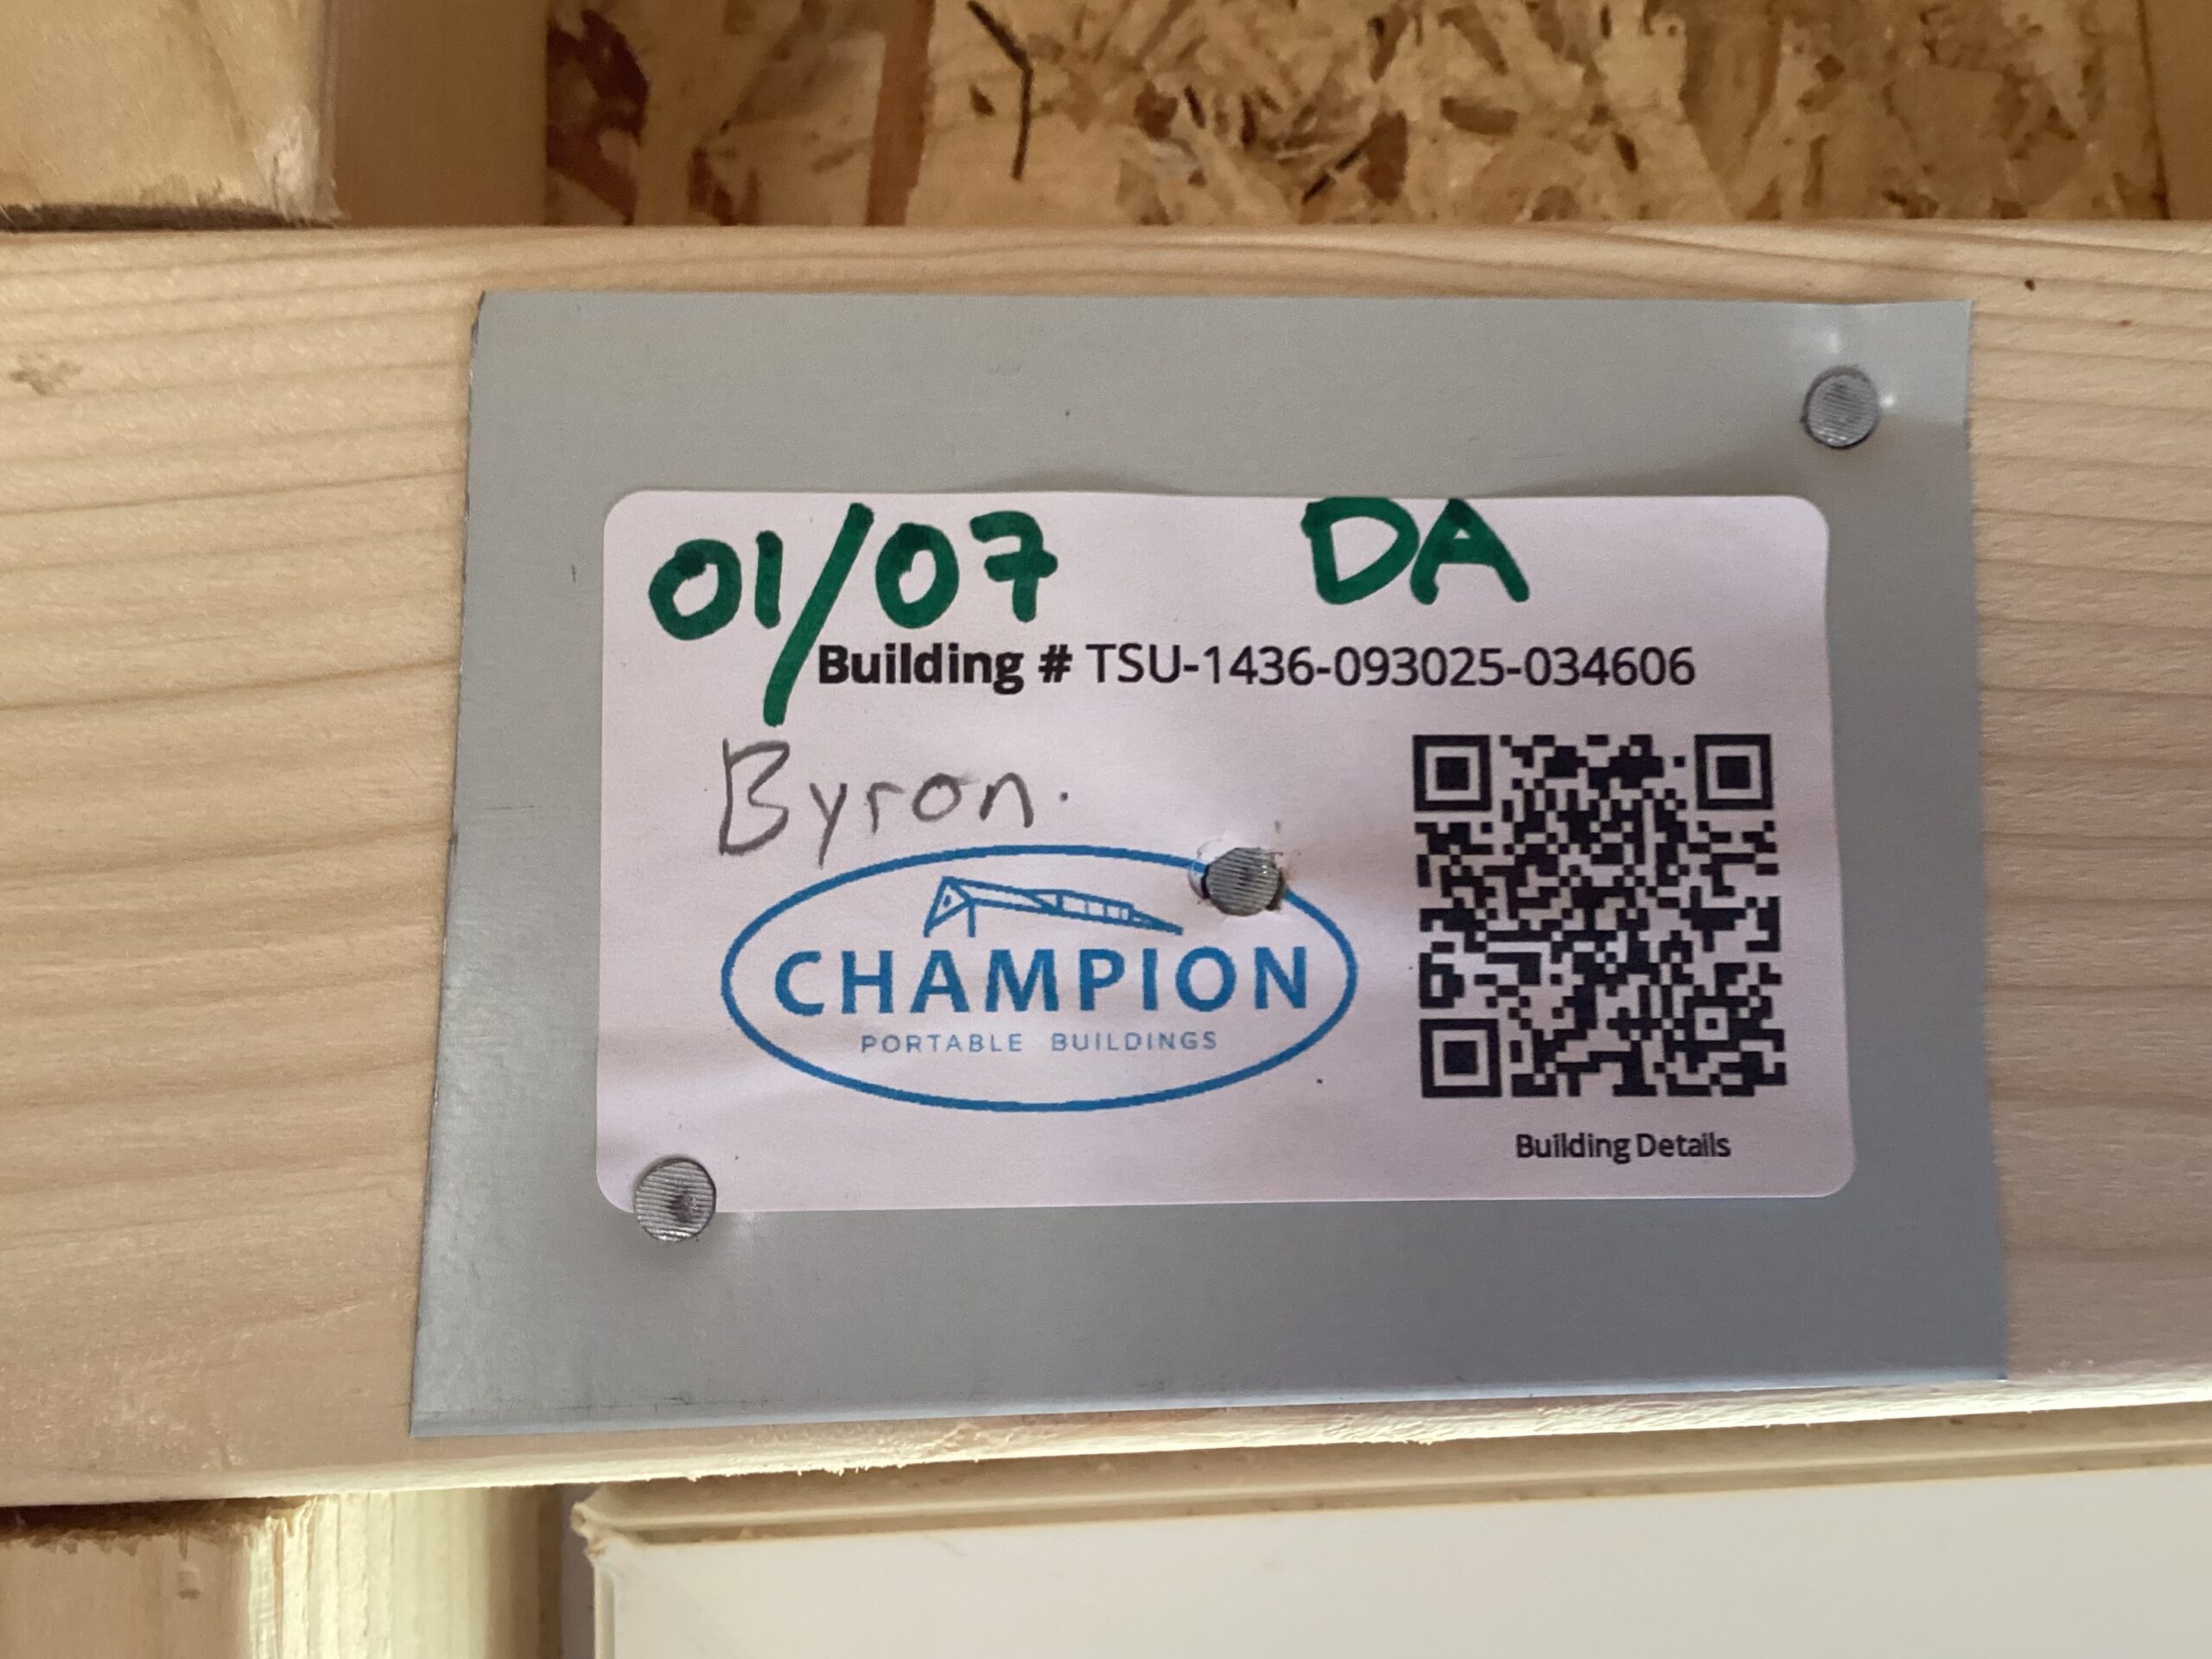 01/07 DA
Building # TSU-1436-093025-034606
Byron.
CHAMPION
PORTABLE BUILDINGS
Building Details